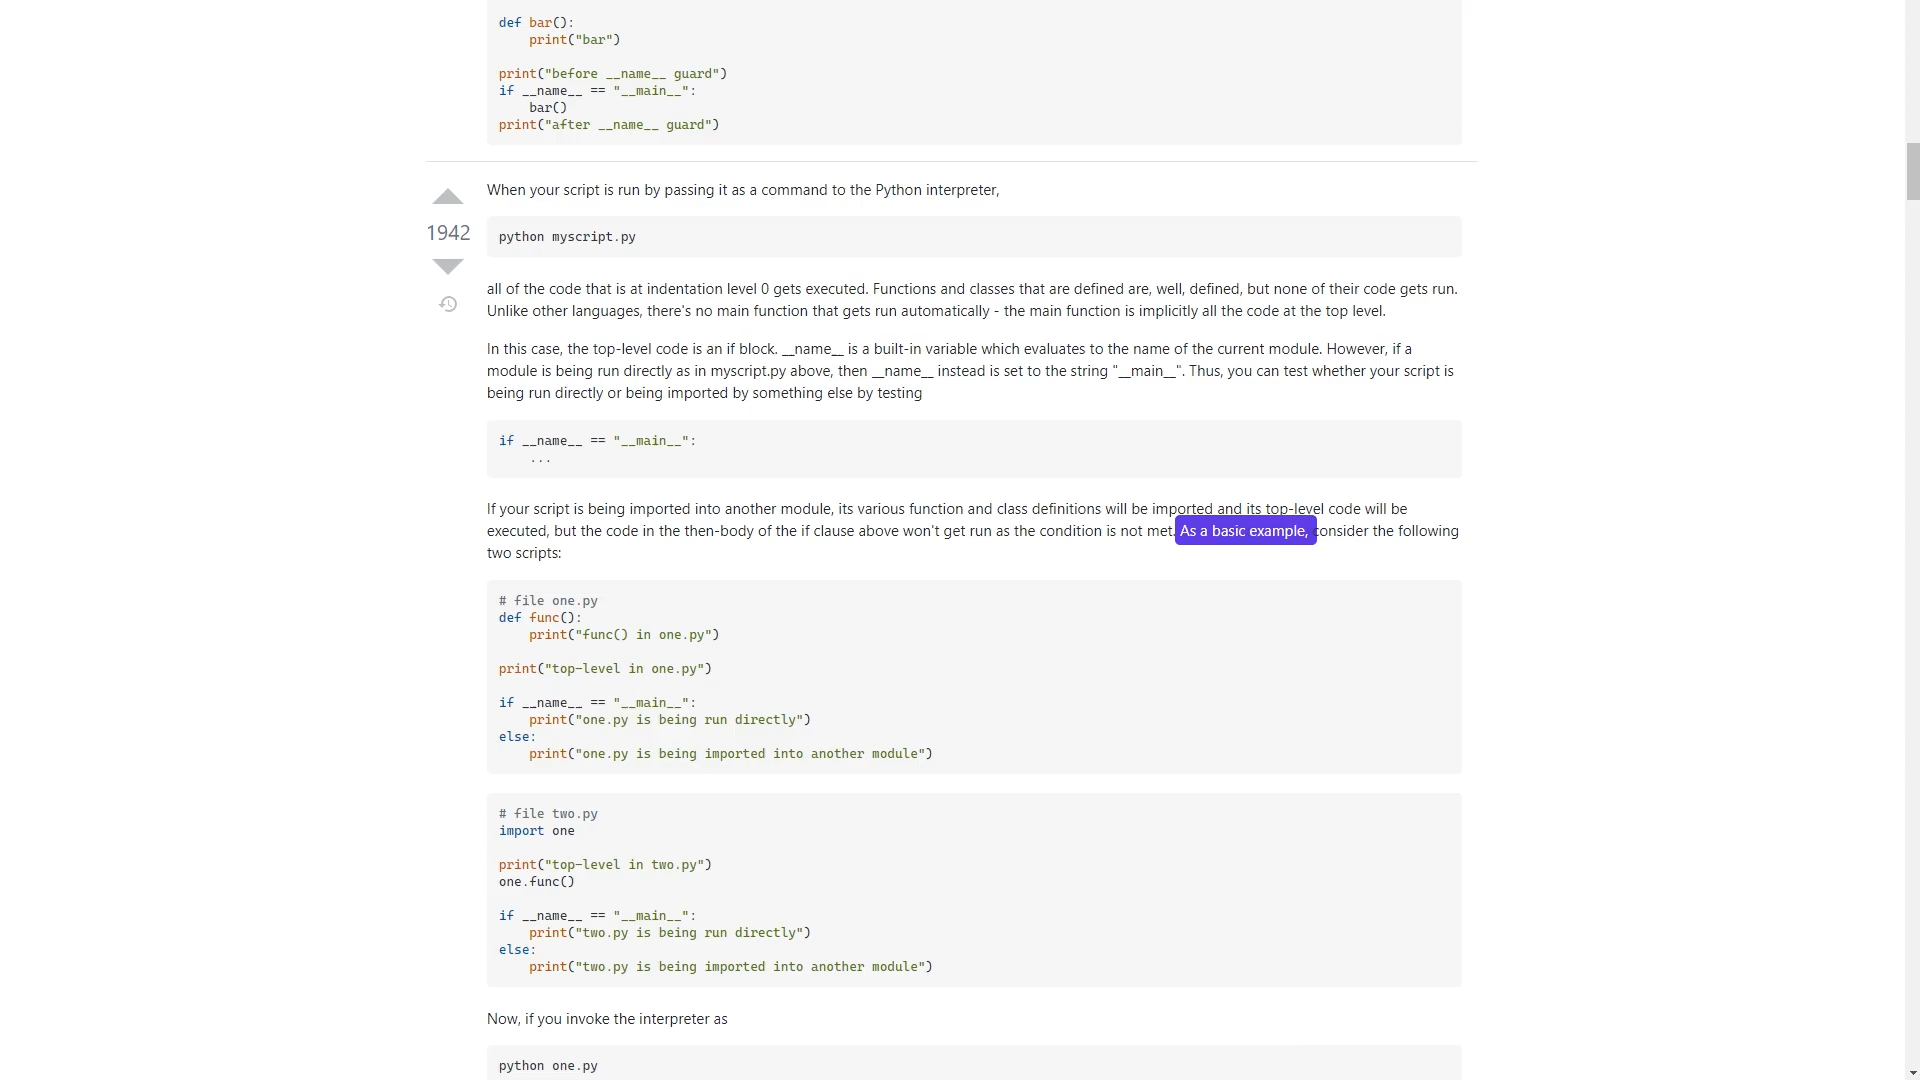 def bar():
    print("bar")

print("before __name__ guard")
if __name__ == "__main__":
    bar()
print("after __name__ guard")
When your script is run by passing it as a command to the Python interpreter,
1942
python myscript.py
all of the code that is at indentation level 0 gets executed. Functions and classes that are defined are, well, defined, but none of their code gets run.
Unlike other languages, there's no main function that gets run automatically - the main function is implicitly all the code at the top level.
In this case, the top-level code is an if block. __name__ is a built-in variable which evaluates to the name of the current module. However, if a
module is being run directly as in myscript.py above, then __name__ instead is set to the string "__main__". Thus, you can test whether your script is
being run directly or being imported by something else by testing
if __name__ == "__main__":
    ...
If your script is being imported into another module, its various function and class definitions will be imported and its top-level code will be
executed, but the code in the then-body of the if clause above won't get run as the condition is not met. As a basic example, consider the following
two scripts:
# file one.py
def func():
    print("func() in one.py")

print("top-level in one.py")

if __name__ == "__main__":
    print("one.py is being run directly")
else:
    print("one.py is being imported into another module")
# file two.py
import one

print("top-level in two.py")
one.func()

if __name__ == "__main__":
    print("two.py is being run directly")
else:
    print("two.py is being imported into another module")
Now, if you invoke the interpreter as
python one.py